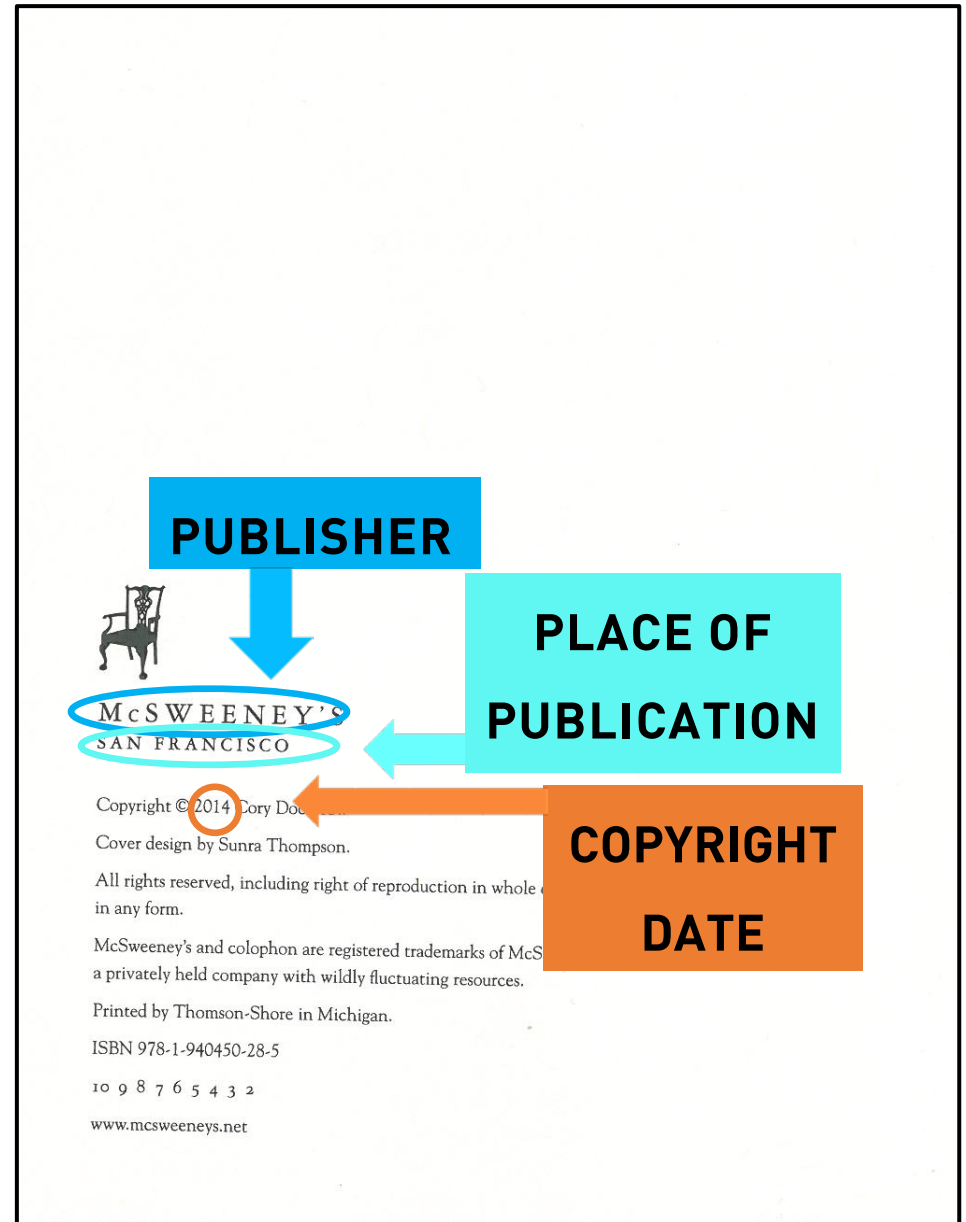 PUBLISHER
PLACE OF
PUBLICATION
McSWEENEY'S
SAN FRANCISCO
COPYRIGHT
DATE
Copyright © 2014 Cory
Cover design by Sunra Thompson.
All rights reserved, including right of reproduction in whole
in any form.
McSweeney's and colophon are registered trademarks of
a privately held company with wildly fluctuating resources.
Printed by Thomson-Shore in Michigan.
ISBN 978-1-940450-28-5
10 9 8 7 6 5 4 3 2
www.mcsweeneys.net